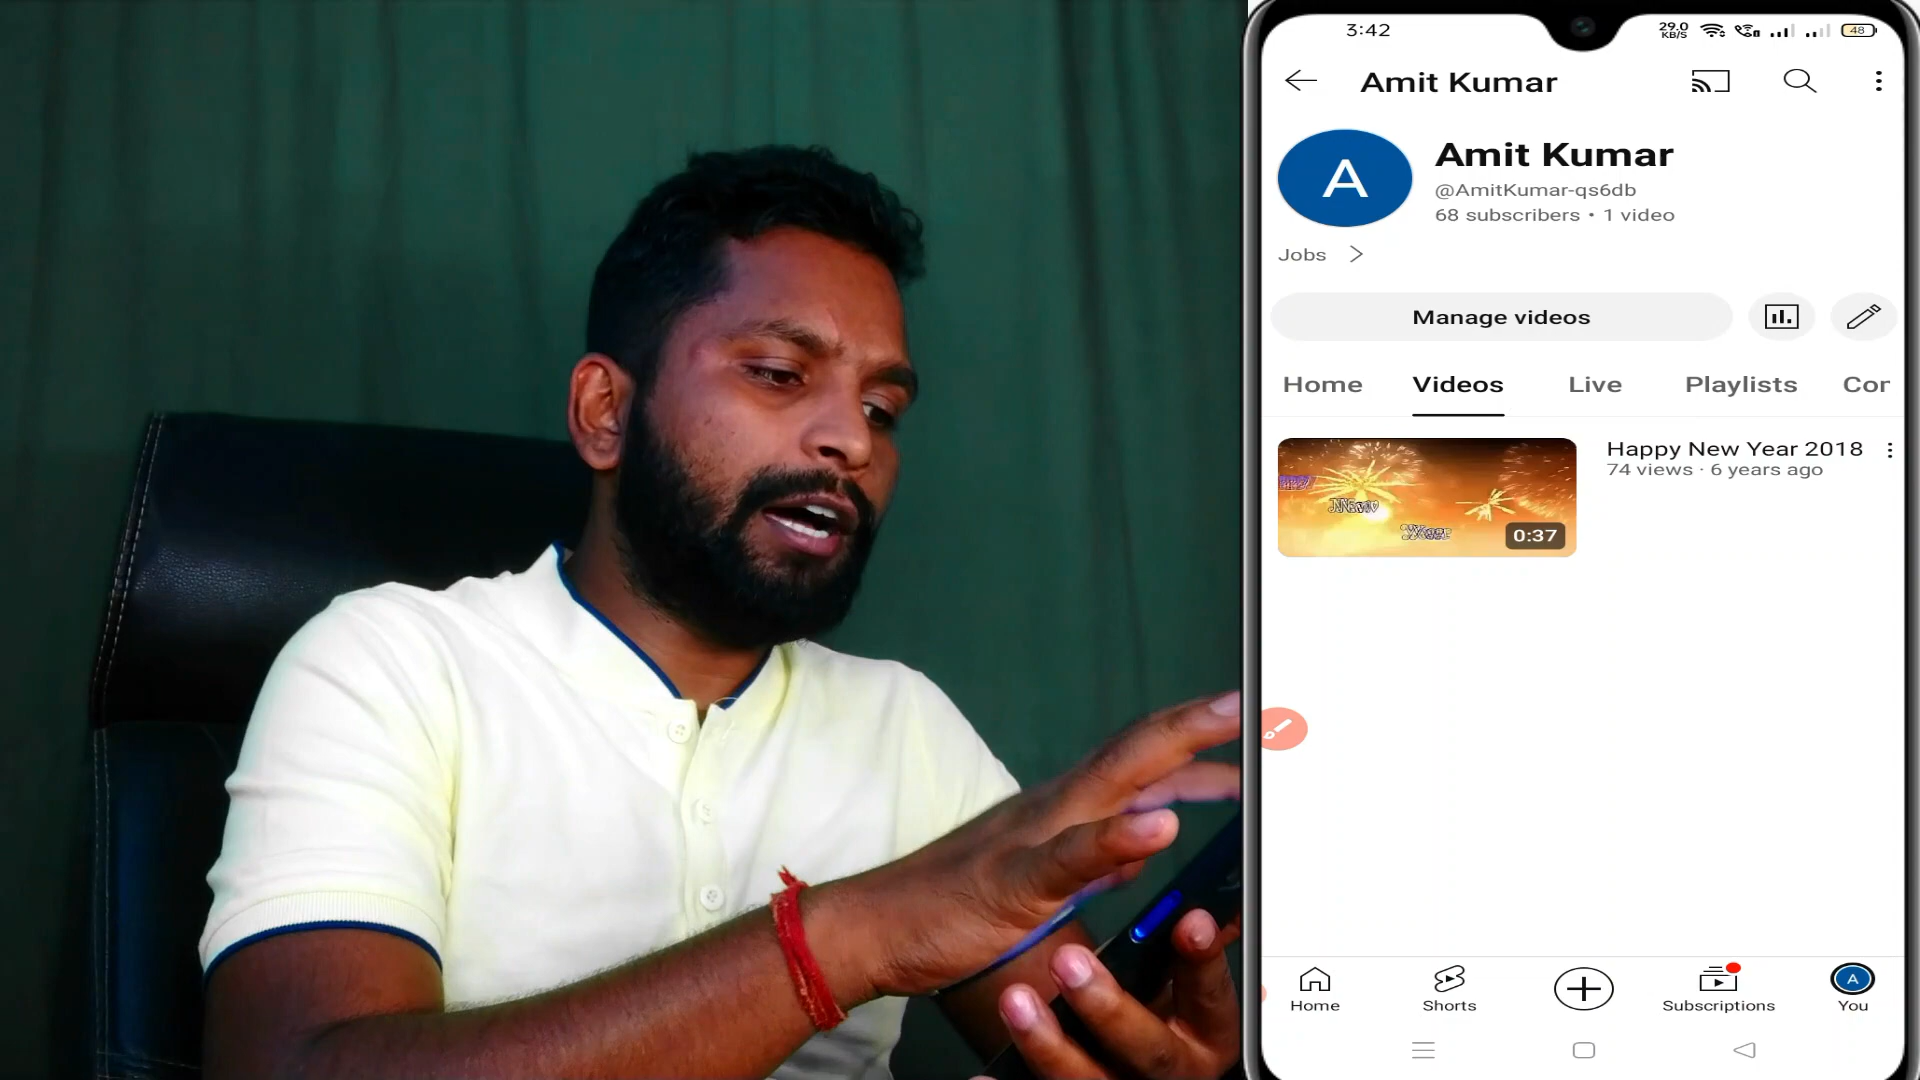 3:42
29.0
KB/S
48
Amit Kumar
A
Amit Kumar
@AmitKumar-qs6db
68 subscribers • 1 video
Jobs
Manage videos
Home Videos Live Playlists Cor
Happy New Year 2018
74 views · 6 years ago
0:37
A
Home Shorts Subscriptions You